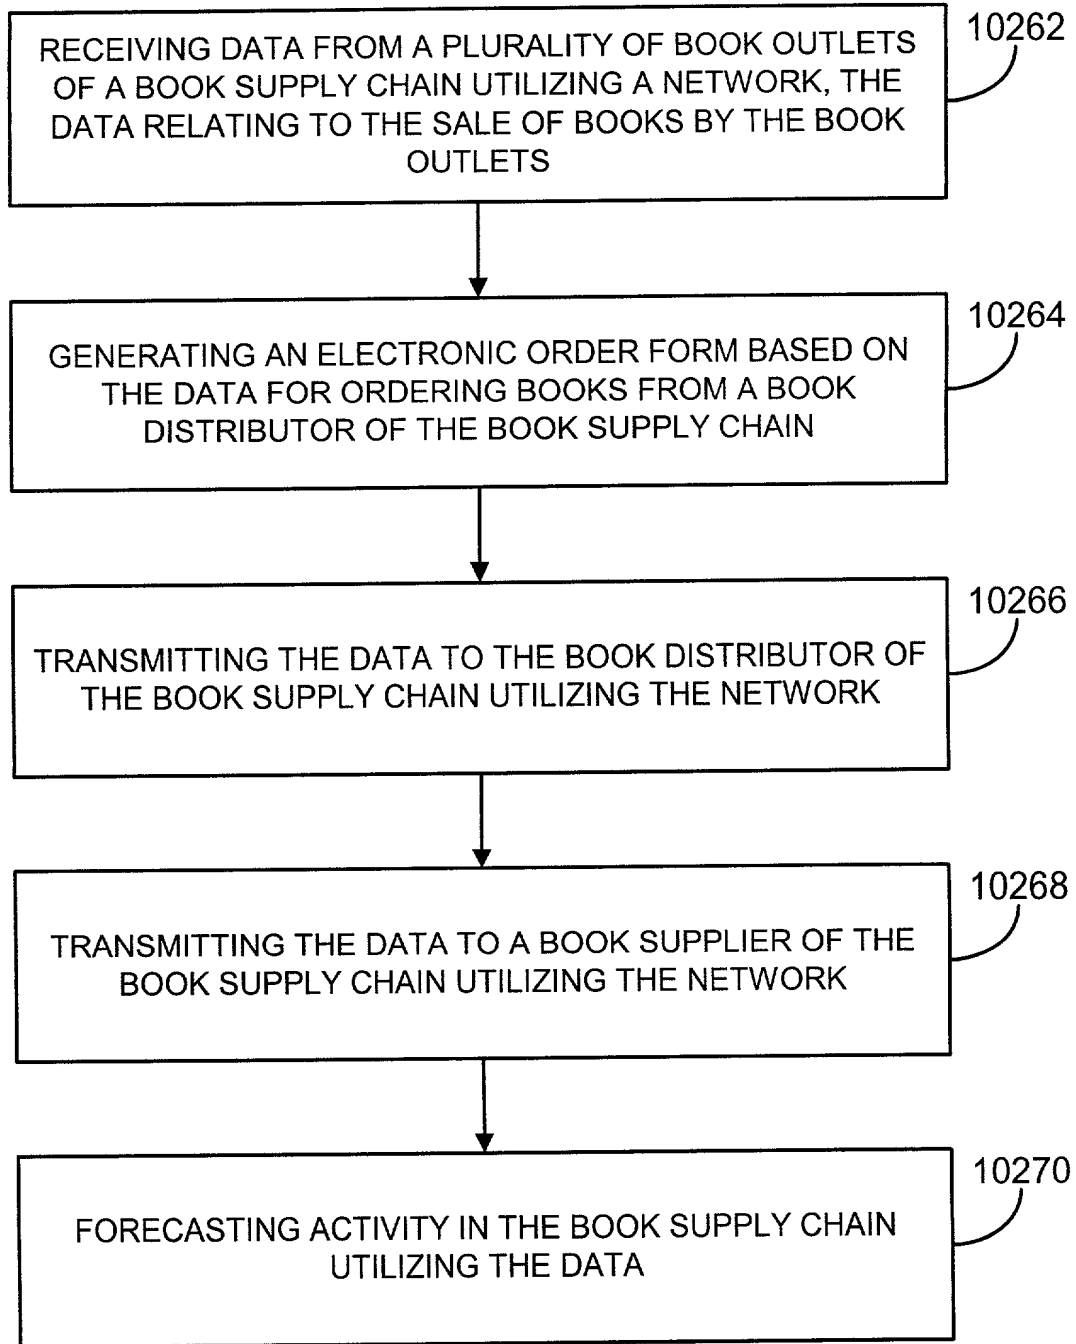 10262
RECEIVING DATA FROM A PLURALITY OF BOOK OUTLETS
OF A BOOK SUPPLY CHAIN UTILIZING A NETWORK, THE
DATA RELATING TO THE SALE OF BOOKS BY THE BOOK
OUTLETS
10264
GENERATING AN ELECTRONIC ORDER FORM BASED ON
THE DATA FOR ORDERING BOOKS FROM A BOOK
DISTRIBUTOR OF THE BOOK SUPPLY CHAIN
10266
TRANSMITTING THE DATA TO THE BOOK DISTRIBUTOR OF
THE BOOK SUPPLY CHAIN UTILIZING THE NETWORK
10268
TRANSMITTING THE DATA TO A BOOK SUPPLIER OF THE
BOOK SUPPLY CHAIN UTILIZING THE NETWORK
10270
FORECASTING ACTIVITY IN THE BOOK SUPPLY CHAIN
UTILIZING THE DATA